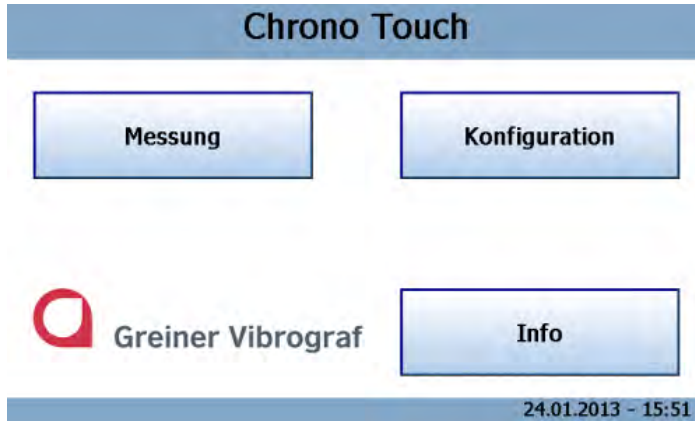 Chrono Touch
Messung
Konfiguration
Greiner Vibrograf
Info
24.01.2013 - 15:51